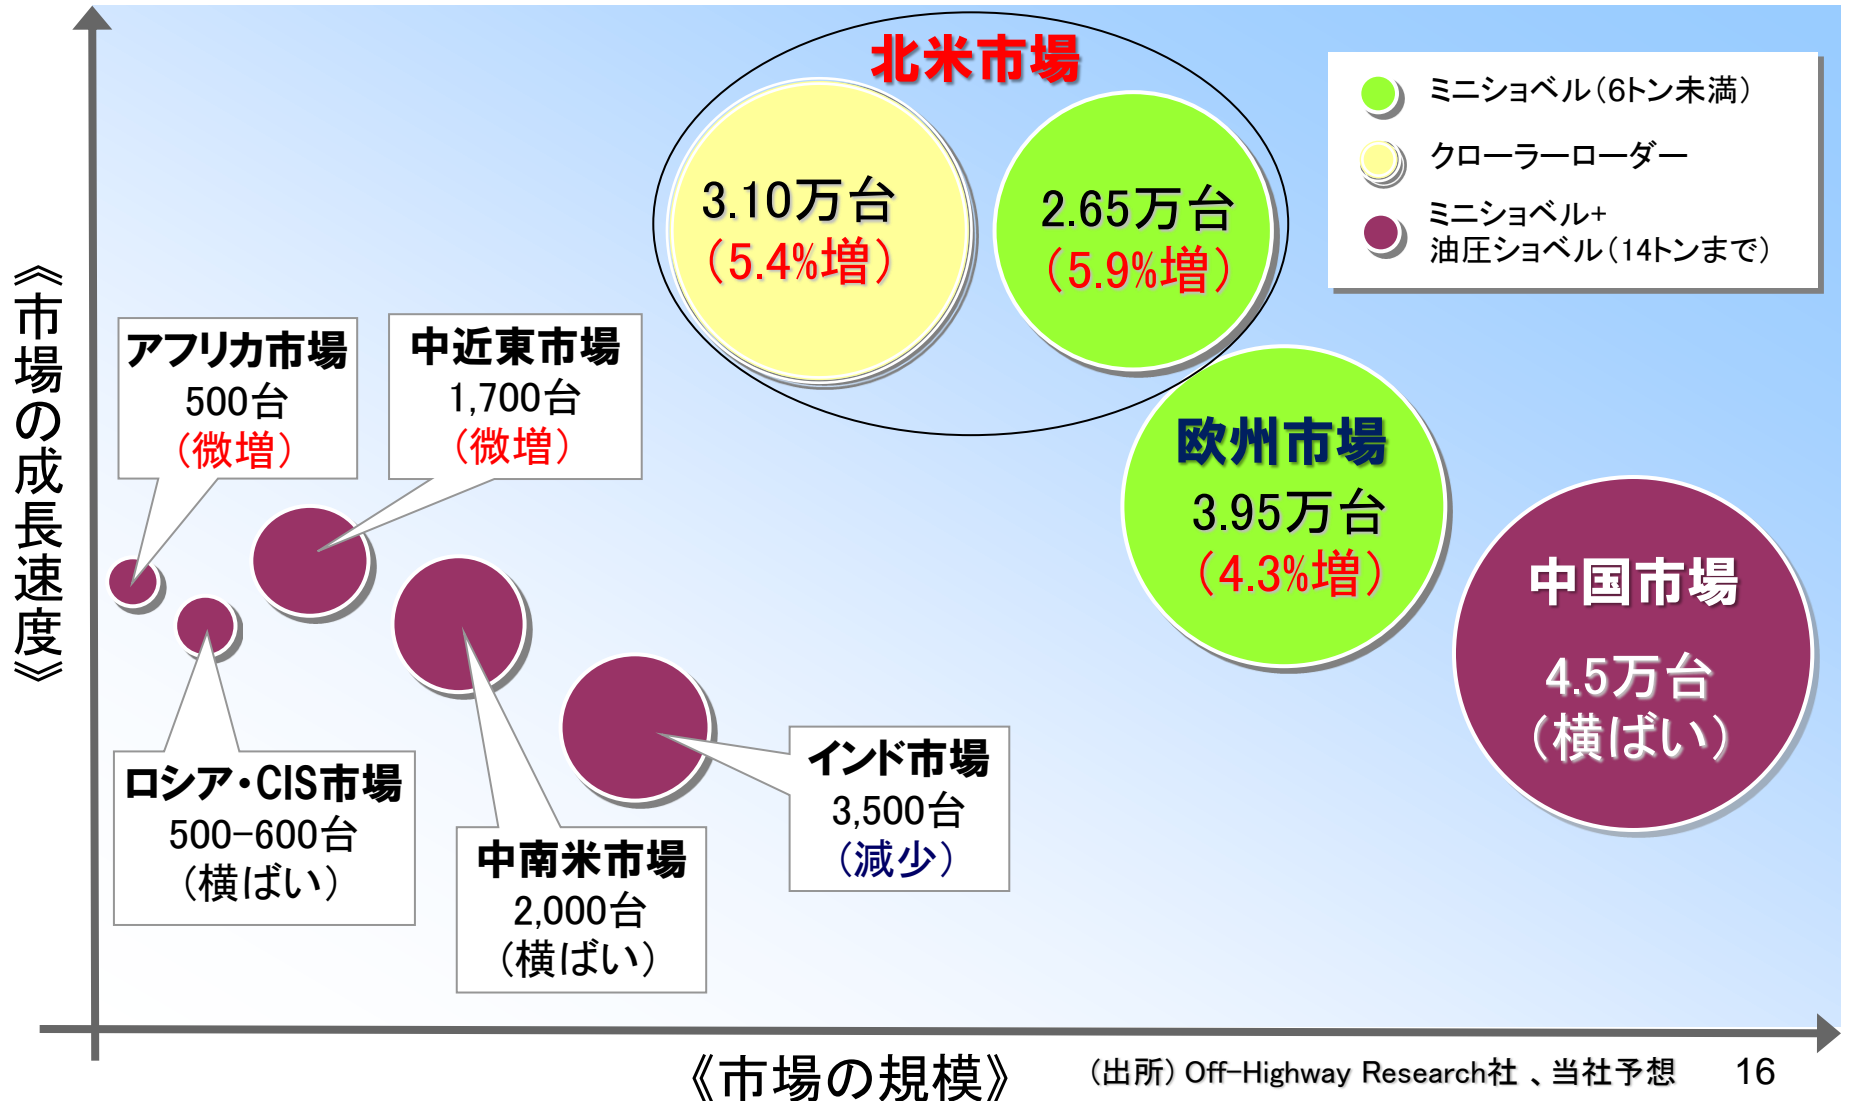 北米市場
3.10万台
（5.4%増）
2.65万台
（5.9%増）
ミニショベル（6トン未満）
クローラーローダー
ミニショベル+
油圧ショベル（14トンまで）
《市場の成長速度》
アフリカ市場
500台
（微増）
中近東市場
1,700台
（微増）
欧州市場
3.95万台
（4.3%増）
中国市場
4.5万台
（横ばい）
ロシア・CIS市場
500-600台
（横ばい）
中南米市場
2,000台
（横ばい）
インド市場
3,500台
（減少）
《市場の規模》
（出所）Off-Highway Research社 、当社予想
16